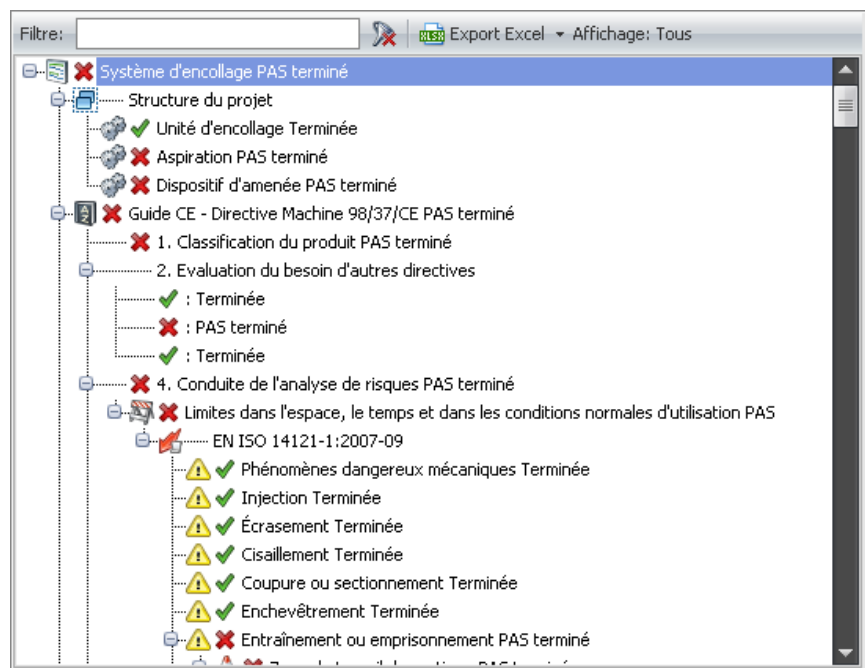 Filtre: XLSX Export Excel Affichage: Tous
Système d'encollage PAS terminé
Structure du projet
Unité d'encollage Terminée
Aspiration PAS terminé
Dispositif d'amenée PAS terminé
A Z Guide CE - Directive Machine 98/37/CE PAS terminé
1. Classification du produit PAS terminé
2. Evaluation du besoin d'autres directives
: Terminée
: PAS terminé
: Terminée
4. Conduite de l'analyse de risques PAS terminé
Limites dans l'espace, le temps et dans les conditions normales d'utilisation PAS
EN ISO 14121-1:2007-09
Phénomènes dangereux mécaniques Terminée
Injection Terminée
Écrasement Terminée
Cisaillement Terminée
Coupure ou sectionnement Terminée
Enchevêtrement Terminée
Entraînement ou emprisonnement PAS terminé